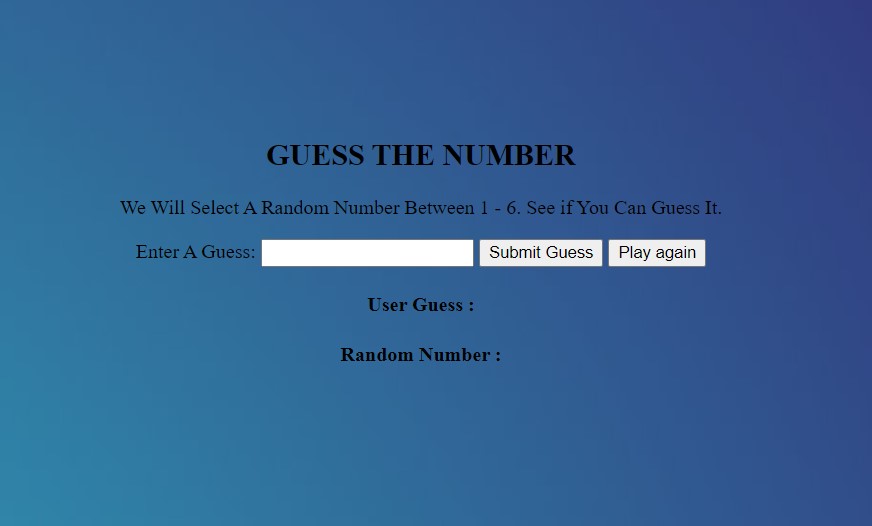 GUESS THE NUMBER
We Will Select A Random Number Between 1 - 6. See if You Can Guess It.
Enter A Guess: Submit Guess Play again
User Guess :
Random Number :